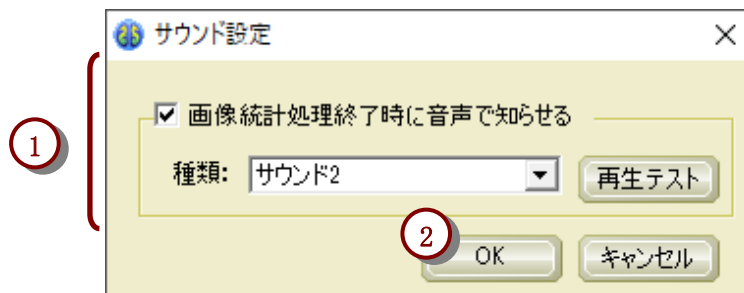 サウンド設定
1
画像統計処理終了時に音声で知らせる
種類: サウンド2 再生テスト
2
OK キャンセル